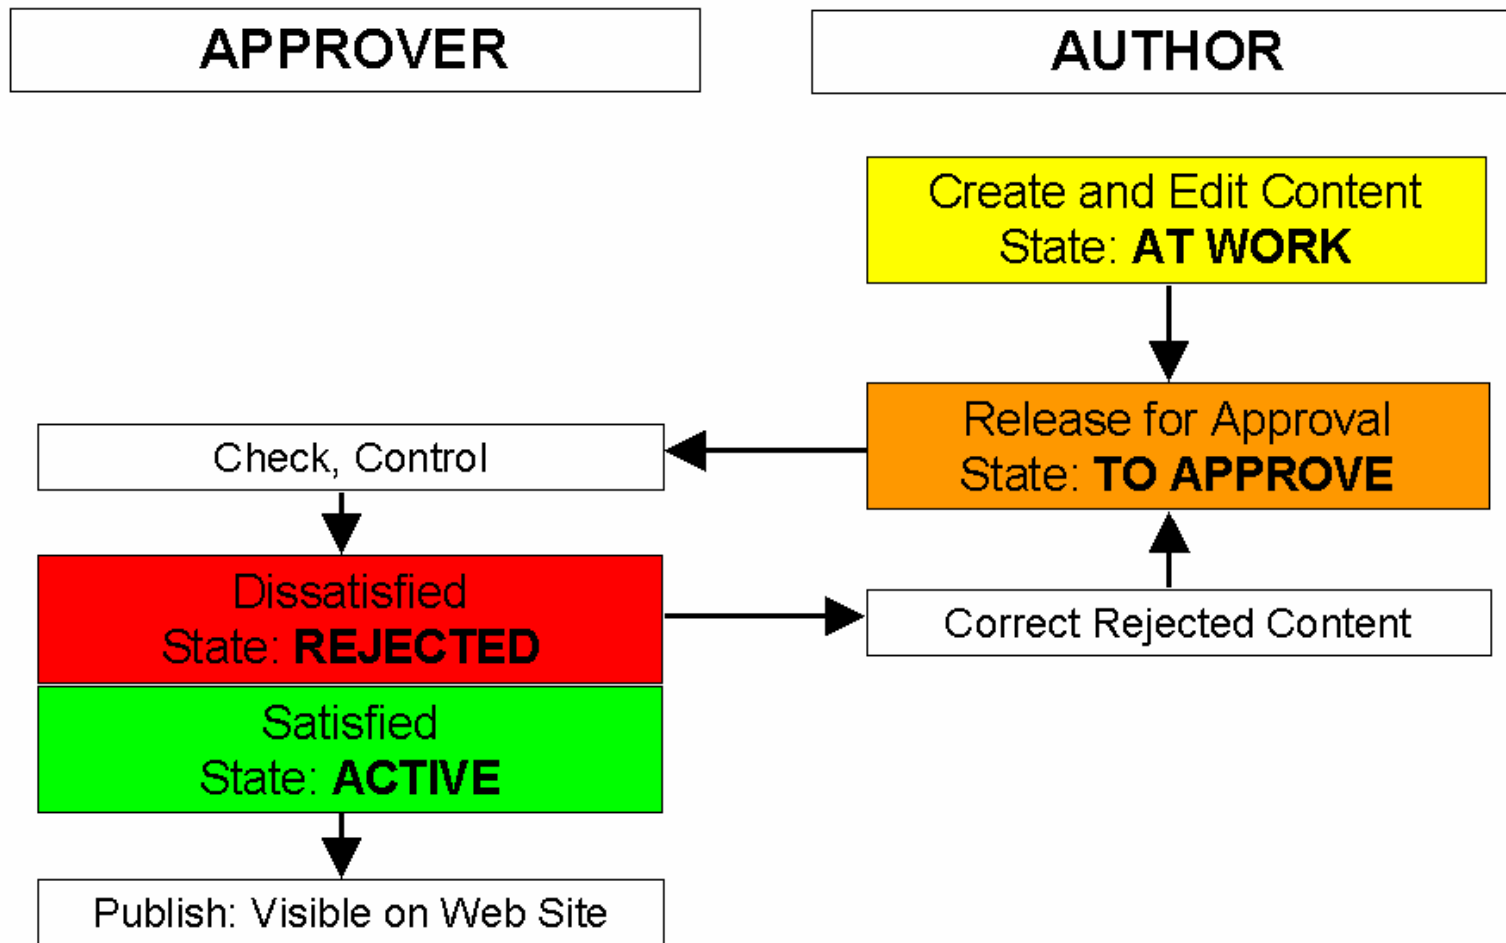 APPROVER
AUTHOR
Create and Edit Content
State: AT WORK
Release for Approval
State: TO APPROVE
Check, Control
Dissatisfied
State: REJECTED
Correct Rejected Content
Satisfied
State: ACTIVE
Publish: Visible on Web Site